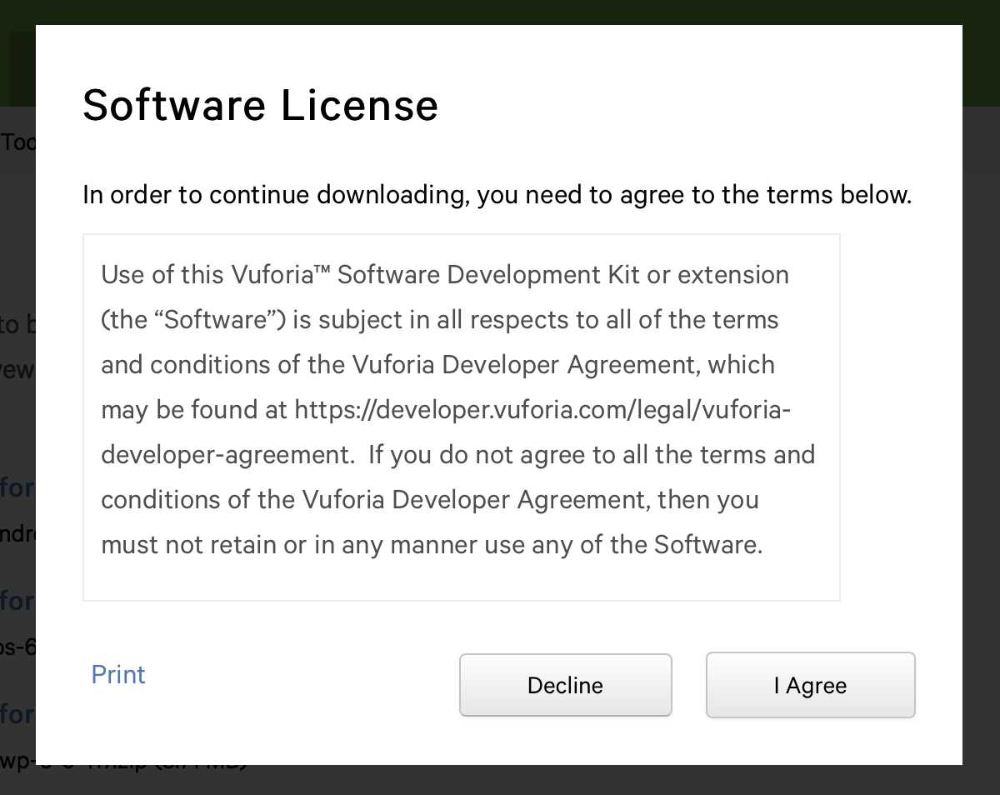 Software License
In order to continue downloading, you need to agree to the terms below.
Use of this Vuforia™ Software Development Kit or extension
(the “Software”) is subject in all respects to all of the terms
and conditions of the Vuforia Developer Agreement, which
may be found at https://developer.vuforia.com/legal/vuforia-
developer-agreement.  If you do not agree to all the terms and
conditions of the Vuforia Developer Agreement, then you
must not retain or in any manner use any of the Software.
Print
Decline
I Agree